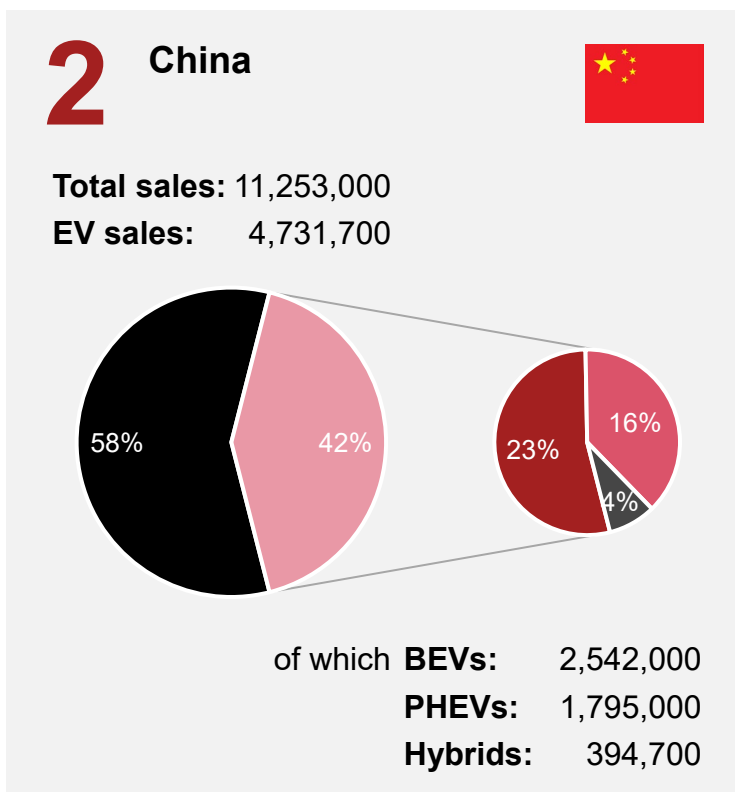 2 China
Total sales: 11,253,000
EV sales: 4,731,700
58%
42%
23%
16%
4%
of which BEVs: 2,542,000
PHEVs: 1,795,000
Hybrids: 394,700